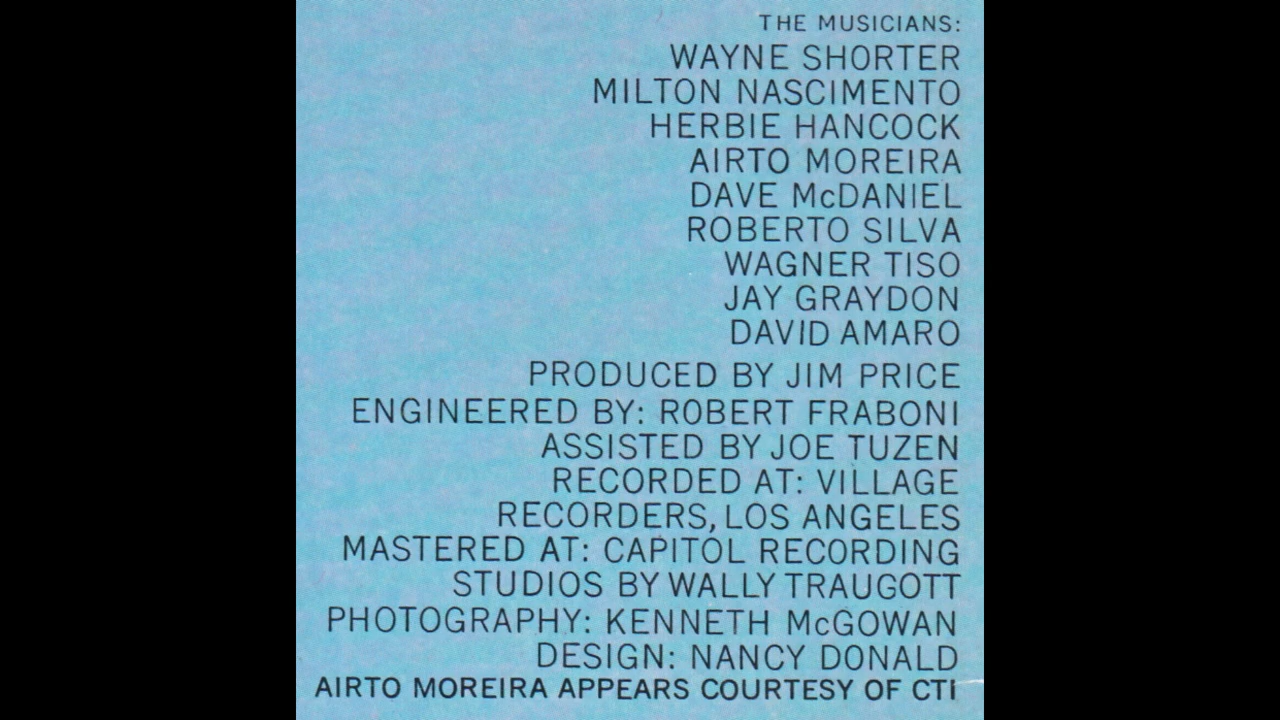 THE MUSICIANS:
WAYNE SHORTER
MILTON NASCIMENTO
HERBIE HANCOCK
AIRTO MOREIRA
DAVE McDANIEL
ROBERTO SILVA
WAGNER TISO
JAY GRAYDON
DAVID AMARO
PRODUCED BY JIM PRICE
ENGINEERED BY: ROBERT FRABONI
ASSISTED BY JOE TUZEN
RECORDED AT: VILLAGE
RECORDERS, LOS ANGELES
MASTERED AT: CAPITOL RECORDING
STUDIOS BY WALLY TRAUGOTT
PHOTOGRAPHY: KENNETH McGOWAN
DESIGN: NANCY DONALD
AIRTO MOREIRA APPEARS COURTESY OF CTI